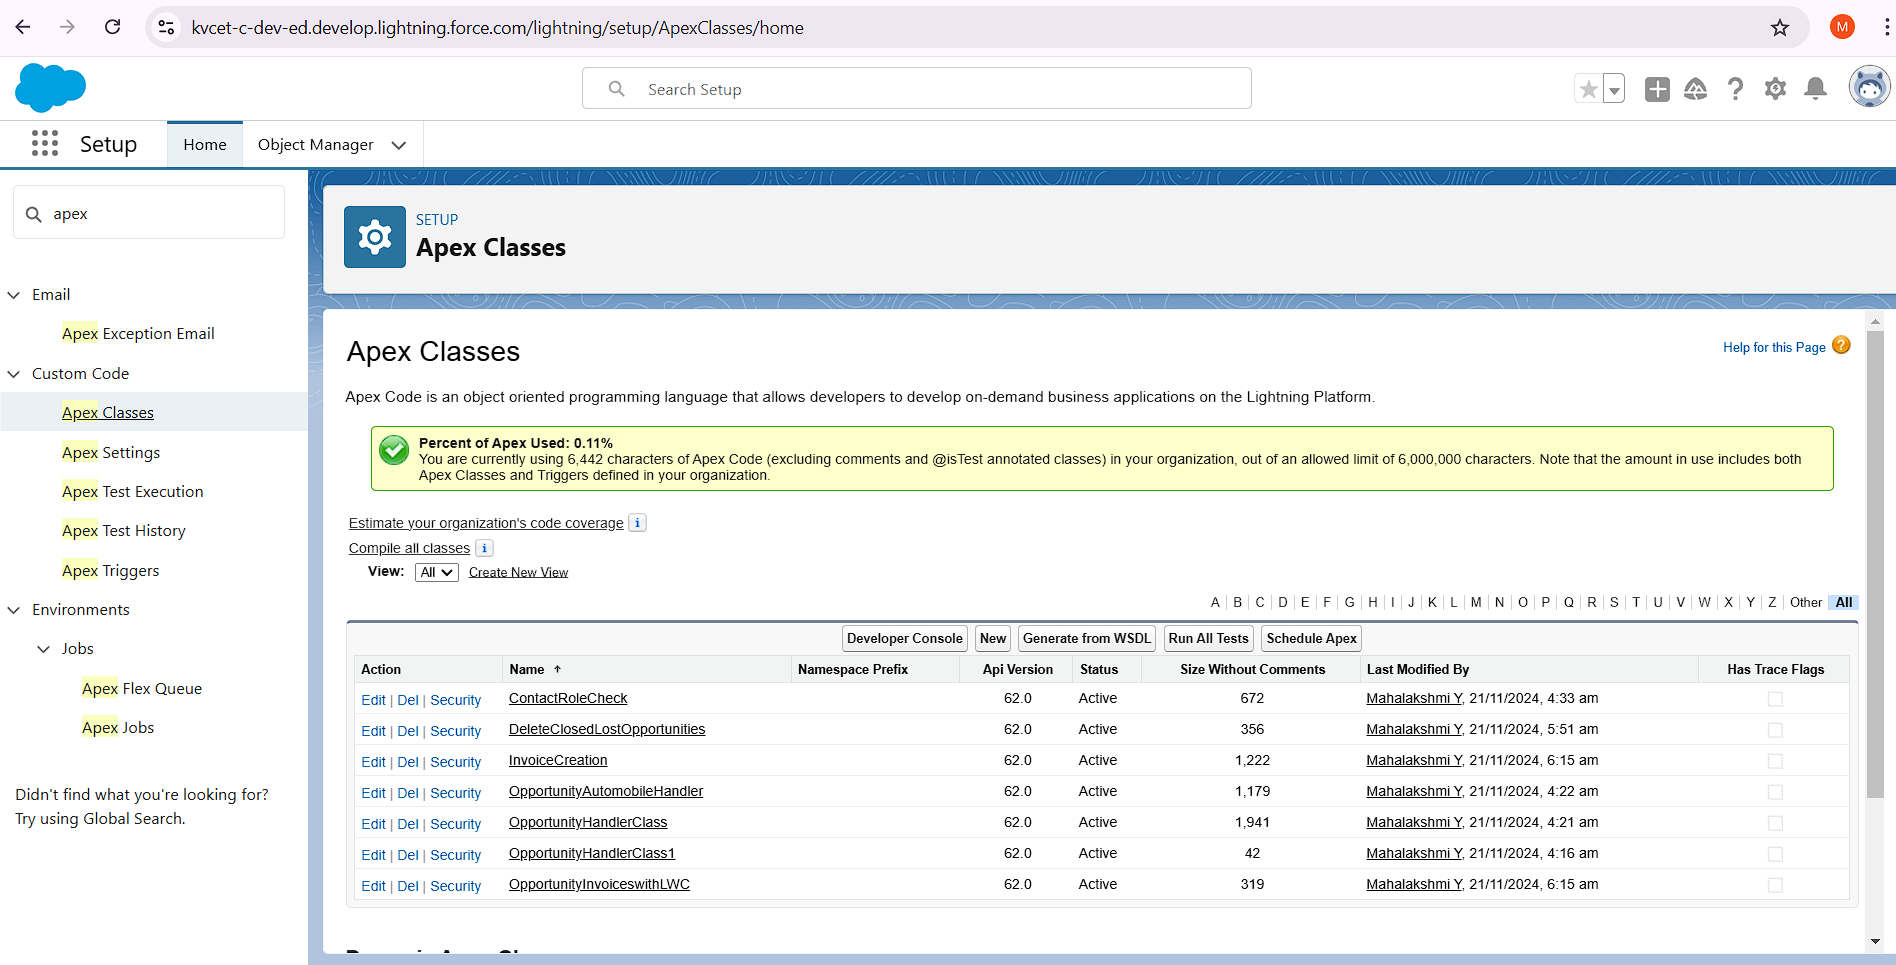 kvcet-c-dev-ed.develop.lightning.force.com/lightning/setup/ApexClasses/home
M
Search Setup
Setup
Home
Object Manager
apex
Email
Apex Exception Email
Custom Code
Apex Classes
Apex Settings
Apex Test Execution
Apex Test History
Apex Triggers
Environments
Jobs
Apex Flex Queue
Apex Jobs
Didn't find what you're looking for?
Try using Global Search.
SETUP
Apex Classes
Apex Classes
Help for this Page ?
Apex Code is an object oriented programming language that allows developers to develop on-demand business applications on the Lightning Platform.
Percent of Apex Used: 0.11%
You are currently using 6,442 characters of Apex Code (excluding comments and @isTest annotated classes) in your organization, out of an allowed limit of 6,000,000 characters. Note that the amount in use includes both
Apex Classes and Triggers defined in your organization.
Estimate your organization's code coverage i
Compile all classes i
View: All Create New View
A | B | C | D | E | F | G | H | I | J | K | L | M | N | O | P | Q | R | S | T | U | V | W | X | Y | Z | Other | All
Developer Console New Generate from WSDL Run All Tests Schedule Apex
Action Name ↑ Namespace Prefix Api Version Status Size Without Comments Last Modified By Has Trace Flags
Edit | Del | Security ContactRoleCheck 62.0 Active 672 Mahalakshmi Y, 21/11/2024, 4:33 am
Edit | Del | Security DeleteClosedLostOpportunities 62.0 Active 356 Mahalakshmi Y, 21/11/2024, 5:51 am
Edit | Del | Security InvoiceCreation 62.0 Active 1,222 Mahalakshmi Y, 21/11/2024, 6:15 am
Edit | Del | Security OpportunityAutomobileHandler 62.0 Active 1,179 Mahalakshmi Y, 21/11/2024, 4:22 am
Edit | Del | Security OpportunityHandlerClass 62.0 Active 1,941 Mahalakshmi Y, 21/11/2024, 4:21 am
Edit | Del | Security OpportunityHandlerClass1 62.0 Active 42 Mahalakshmi Y, 21/11/2024, 4:16 am
Edit | Del | Security OpportunityInvoiceswithLWC 62.0 Active 319 Mahalakshmi Y, 21/11/2024, 6:15 am